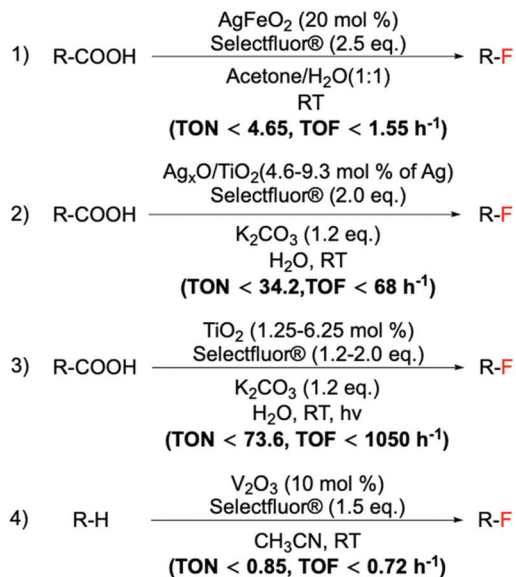 AgFeO2 (20 mol %)
Selectfluor® (2.5 eq.)
1) R-COOH R-F
Acetone/H2O(1:1)
RT
(TON < 4.65, TOF < 1.55 h-1)
AgxO/TiO2(4.6-9.3 mol % of Ag)
Selectfluor® (2.0 eq.)
2) R-COOH R-F
K2CO3 (1.2 eq.)
H2O, RT
(TON < 34.2,TOF < 68 h-1)
TiO2 (1.25-6.25 mol %)
Selectfluor® (1.2-2.0 eq.)
3) R-COOH R-F
K2CO3 (1.2 eq.)
H2O, RT, hv
(TON < 73.6, TOF < 1050 h-1)
V2O3 (10 mol %)
Selectfluor® (1.5 eq.)
4) R-H R-F
CH3CN, RT
(TON < 0.85, TOF < 0.72 h-1)